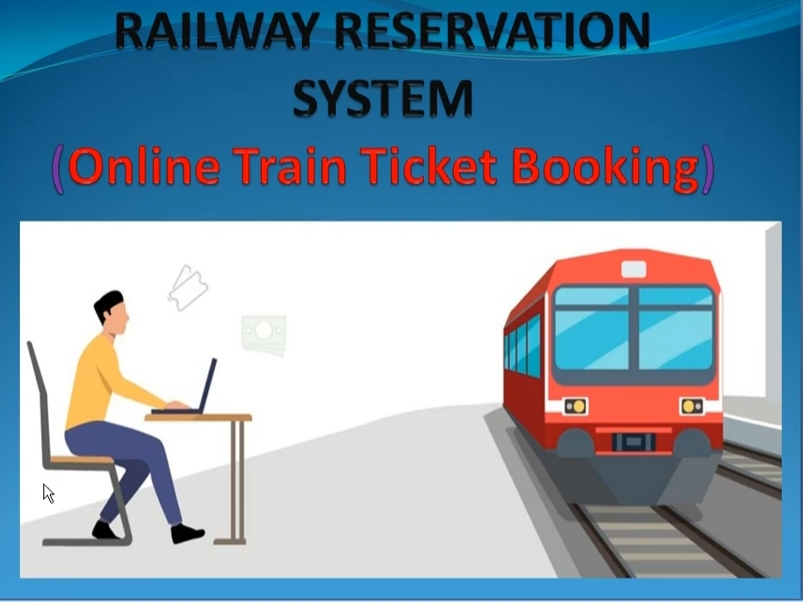 RAILWAY RESERVATION
SYSTEM
(Online Train Ticket Booking)